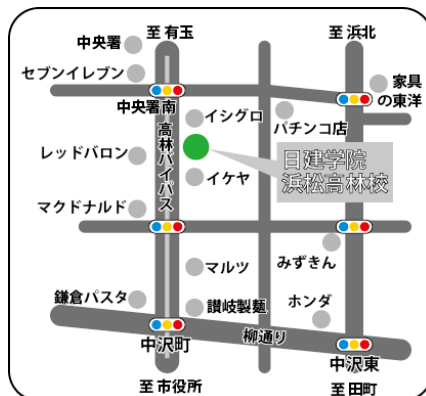 至 有玉
至 浜北
中央署
セブンイレブン
家具
の東洋
中央署南
イシグロ
パチンコ店
高林バイパス
レッドバロン
日建学院
浜松高林校
イケヤ
マクドナルド
みずきん
マルツ
鎌倉パスタ
讃岐製麺
ホンダ
柳通り
中沢町
中沢東
至 市役所
至 田町